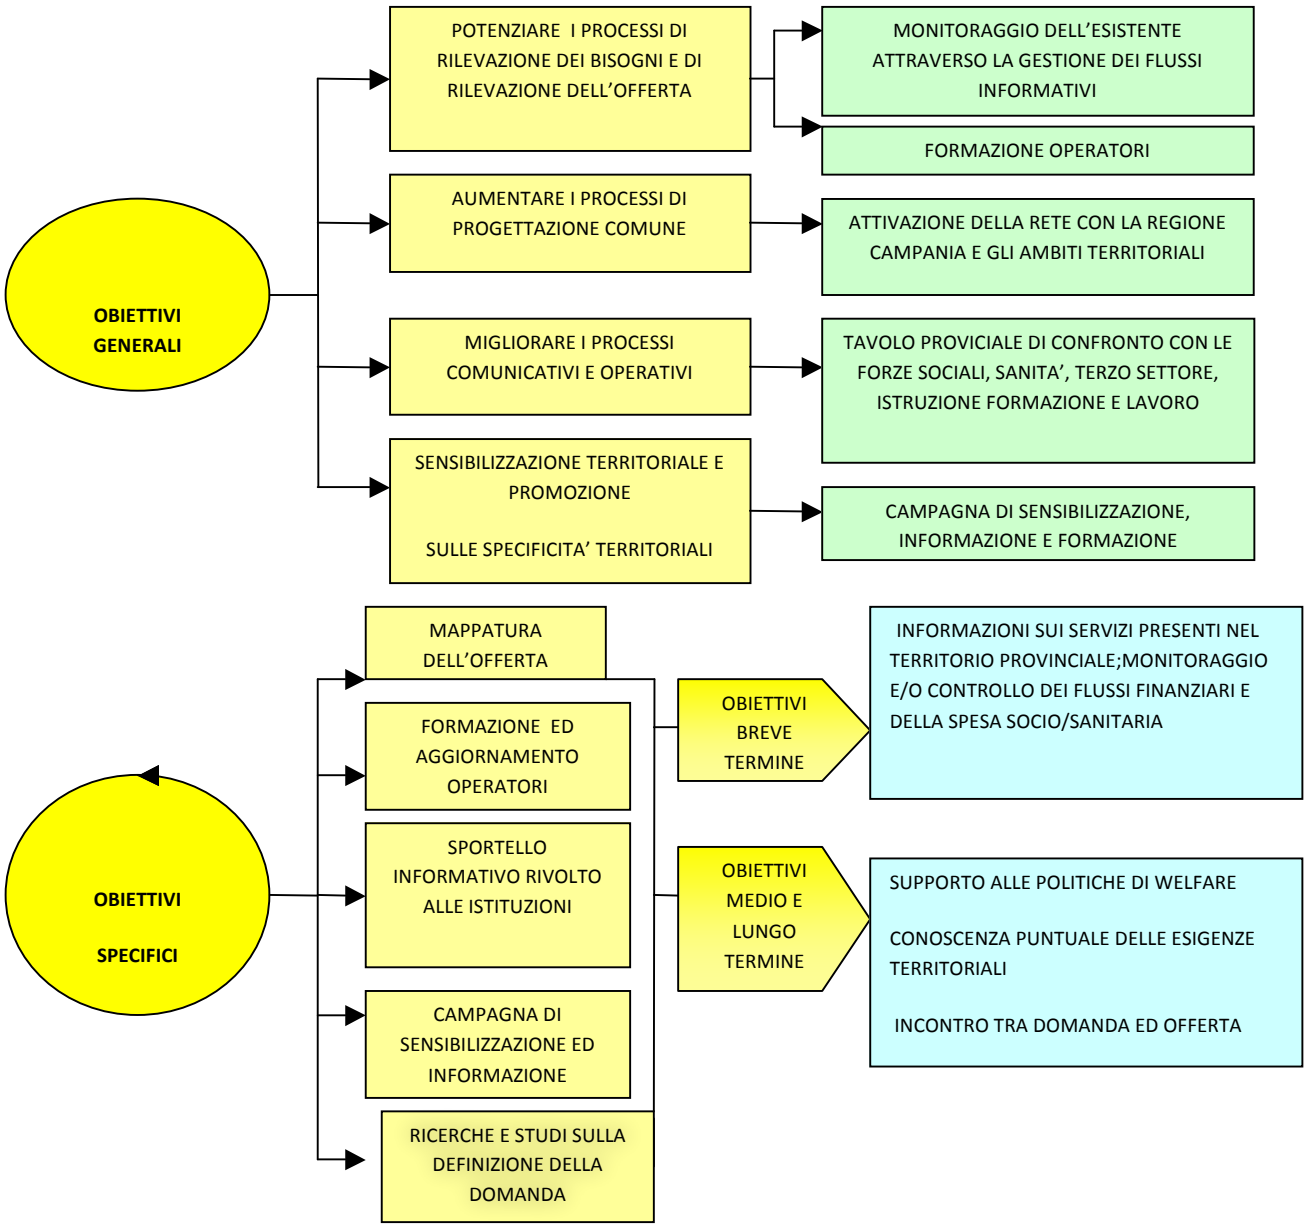 OBIETTIVI
GENERALI
POTENZIARE I PROCESSI DI
RILEVAZIONE DEI BISOGNI E DI
RILEVAZIONE DELL’OFFERTA
MONITORAGGIO DELL’ESISTENTE
ATTRAVERSO LA GESTIONE DEI FLUSSI
INFORMATIVI
FORMAZIONE OPERATORI
AUMENTARE I PROCESSI DI
PROGETTAZIONE COMUNE
ATTIVAZIONE DELLA RETE CON LA REGIONE
CAMPANIA E GLI AMBITI TERRITORIALI
MIGLIORARE I PROCESSI
COMUNICATIVI E OPERATIVI
TAVOLO PROVICIALE DI CONFRONTO CON LE
FORZE SOCIALI, SANITA’, TERZO SETTORE,
ISTRUZIONE FORMAZIONE E LAVORO
SENSIBILIZZAZIONE TERRITORIALE E
PROMOZIONE
SULLE SPECIFICITA’ TERRITORIALI
CAMPAGNA DI SENSIBILIZZAZIONE,
INFORMAZIONE E FORMAZIONE
OBIETTIVI
SPECIFICI
MAPPATURA
DELL’OFFERTA
FORMAZIONE ED
AGGIORNAMENTO
OPERATORI
SPORTELLO
INFORMATIVO RIVOLTO
ALLE ISTITUZIONI
CAMPAGNA DI
SENSIBILIZZAZIONE ED
INFORMAZIONE
RICERCHE E STUDI SULLA
DEFINIZIONE DELLA
DOMANDA
OBIETTIVI
BREVE
TERMINE
INFORMAZIONI SUI SERVIZI PRESENTI NEL
TERRITORIO PROVINCIALE;MONITORAGGIO
E/O CONTROLLO DEI FLUSSI FINANZIARI E
DELLA SPESA SOCIO/SANITARIA
OBIETTIVI
MEDIO E
LUNGO
TERMINE
SUPPORTO ALLE POLITICHE DI WELFARE
CONOSCENZA PUNTUALE DELLE ESIGENZE
TERRITORIALI
INCONTRO TRA DOMANDA ED OFFERTA